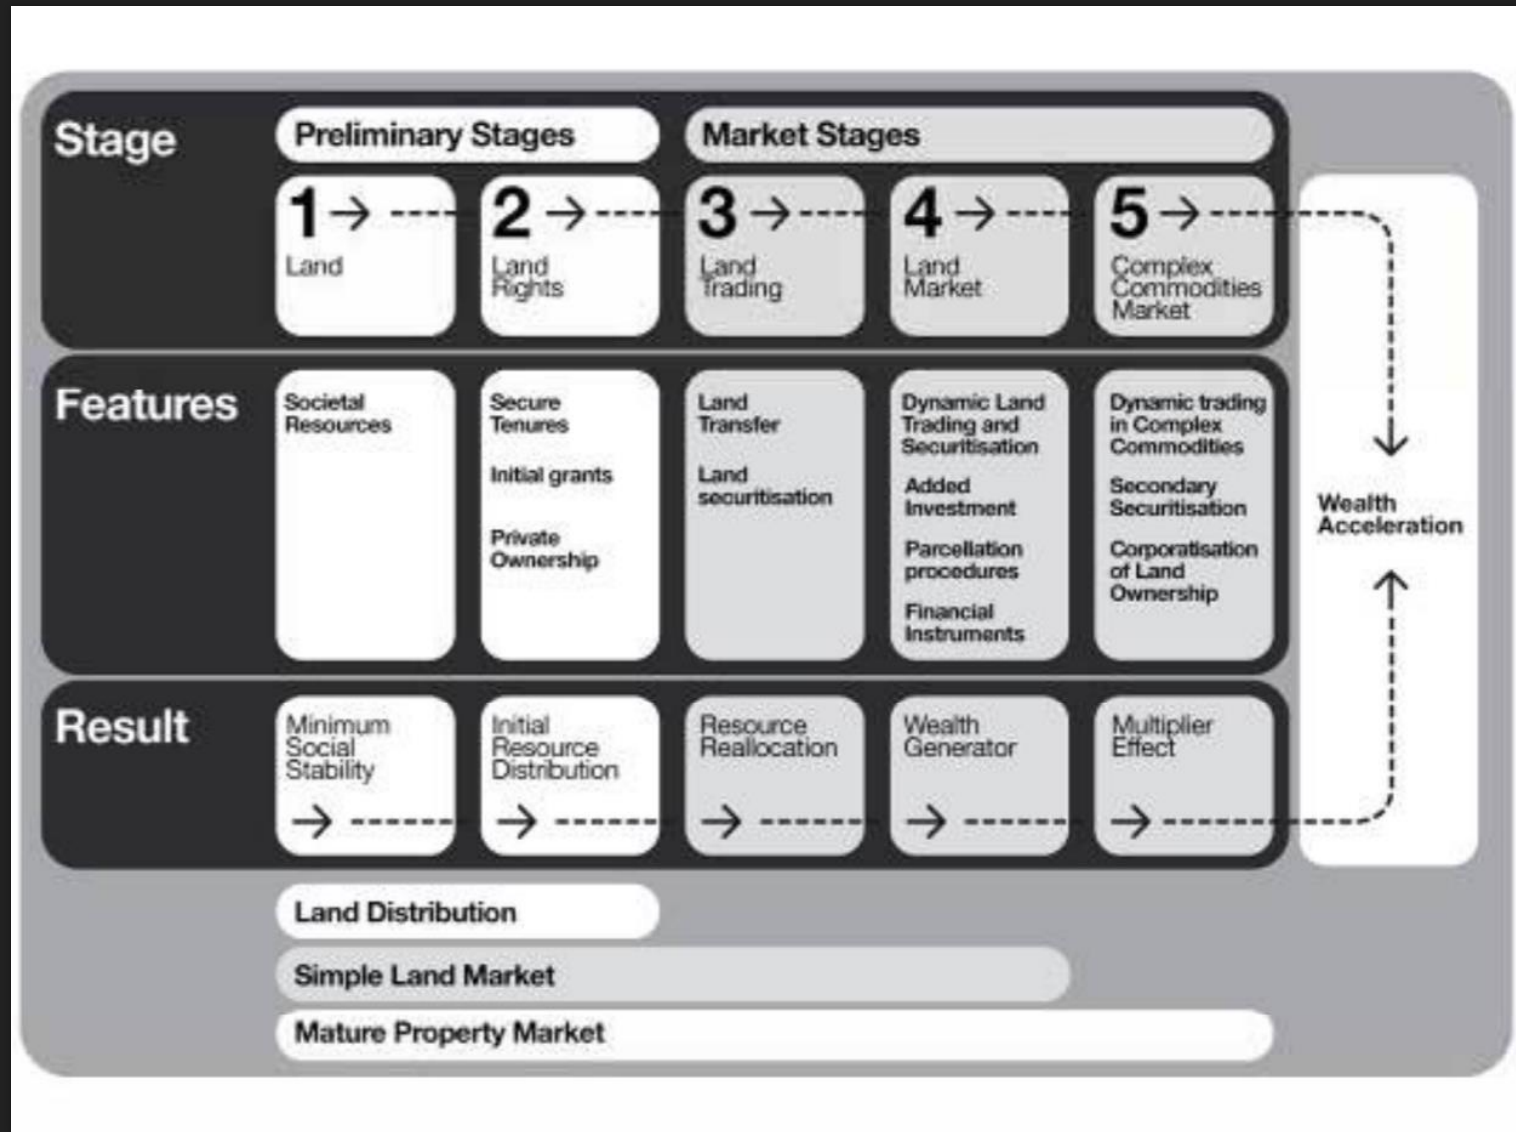 Stage
Preliminary Stages
Market Stages
1
Land
2
Land
Rights
3
Land
Trading
4
Land
Market
5
Complex
Commodities
Market
Features
Societal
Resources
Secure
Tenures
Initial grants
Private
Ownership
Land
Transfer
Land
securitisation
Dynamic Land
Trading and
Securitisation
Added
Investment
Parcellation
procedures
Financial
Instruments
Dynamic trading
in Complex
Commodities
Secondary
Securitisation
Corporatisation
of Land
Ownership
Wealth
Acceleration
Result
Minimum
Social
Stability
Initial
Resource
Distribution
Resource
Reallocation
Wealth
Generator
Multiplier
Effect
Land Distribution
Simple Land Market
Mature Property Market